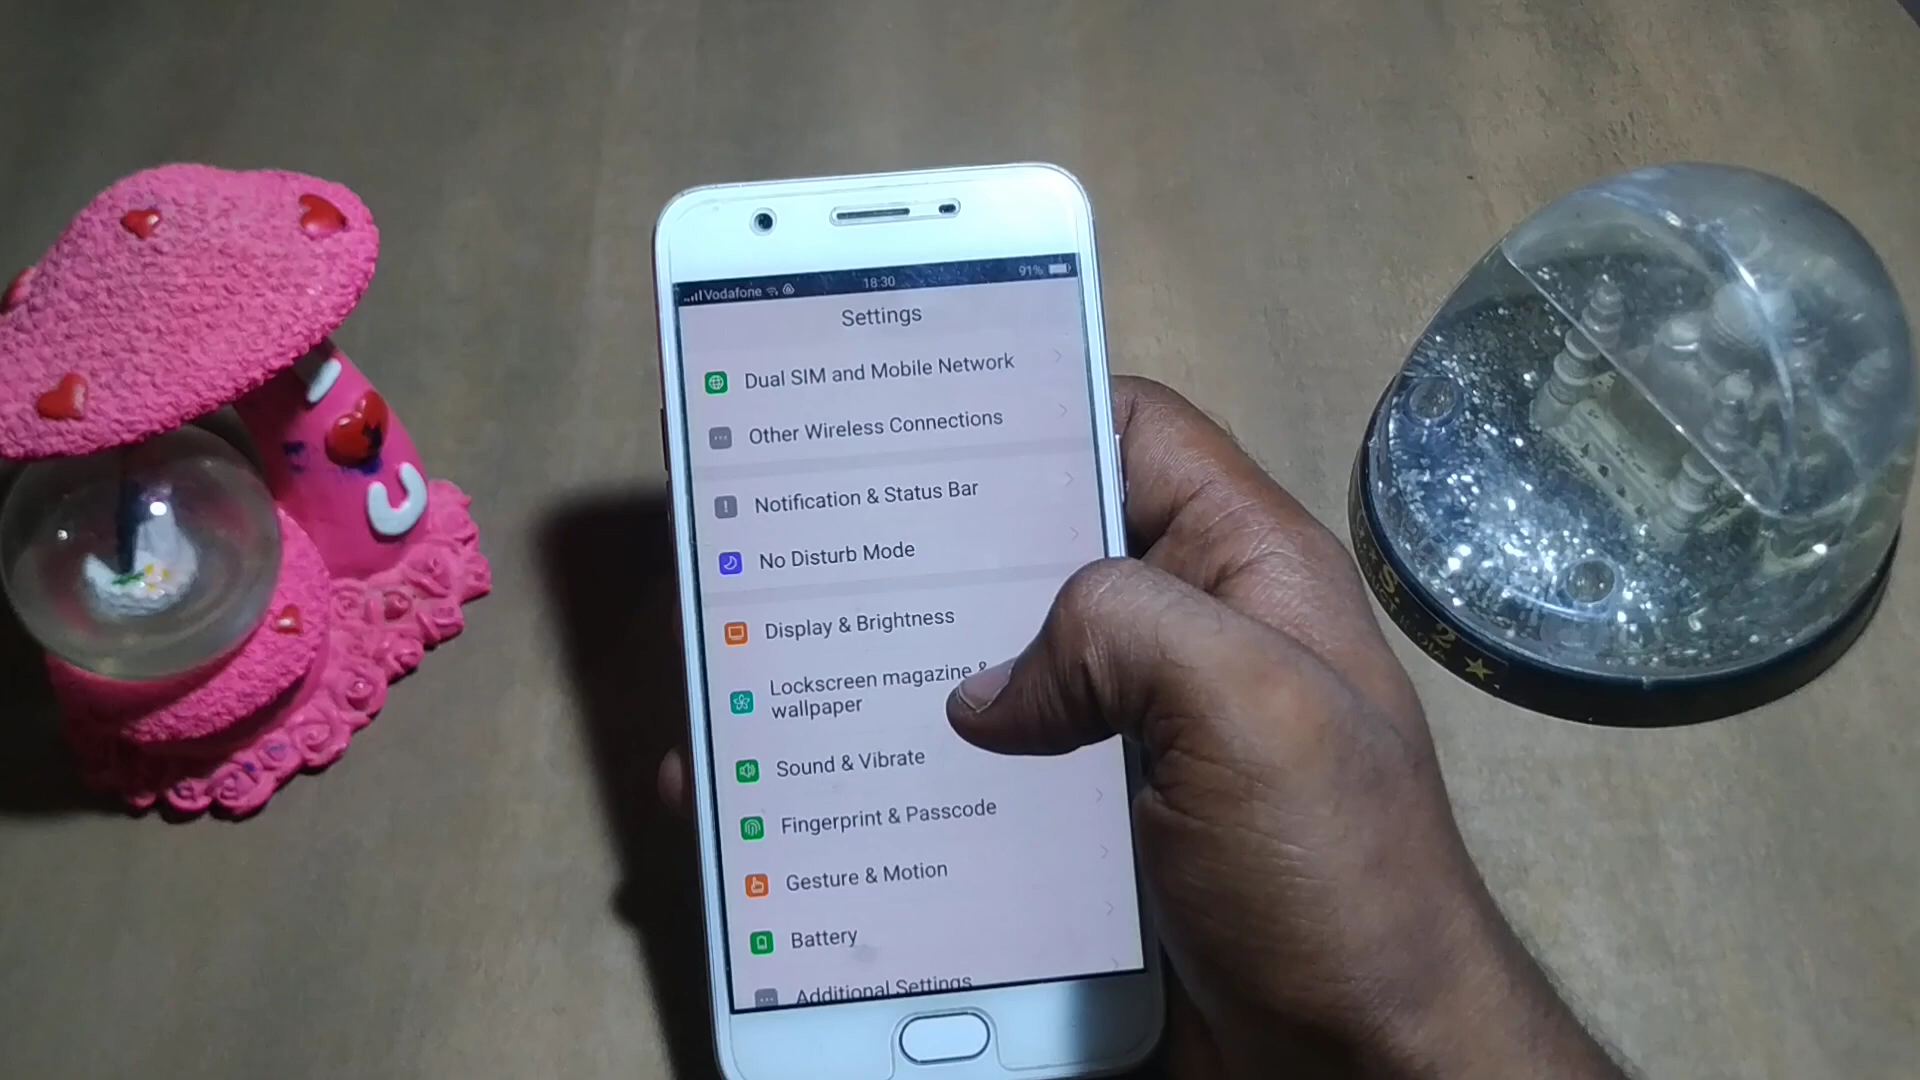 Vodafone 18:30 91%
Settings
Dual SIM and Mobile Network
Other Wireless Connections
Notification & Status Bar
No Disturb Mode
Display & Brightness
Lockscreen magazine &
wallpaper
Sound & Vibrate
Fingerprint & Passcode
Gesture & Motion
Battery
Additional Settings